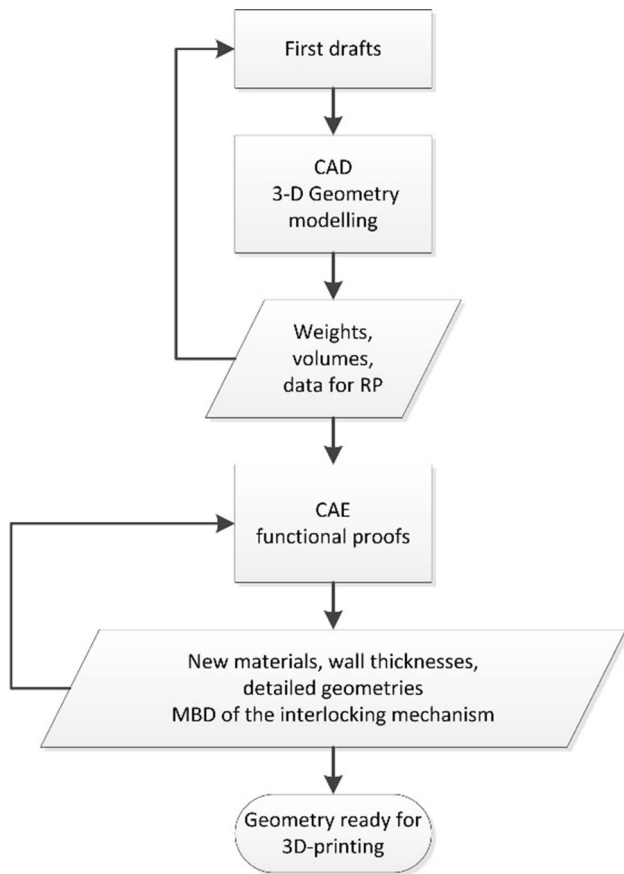 First drafts
CAD
3-D Geometry
modelling
Weights,
volumes,
data for RP
CAE
functional proofs
New materials, wall thicknesses,
detailed geometries
MBD of the interlocking mechanism
Geometry ready for
3D-printing